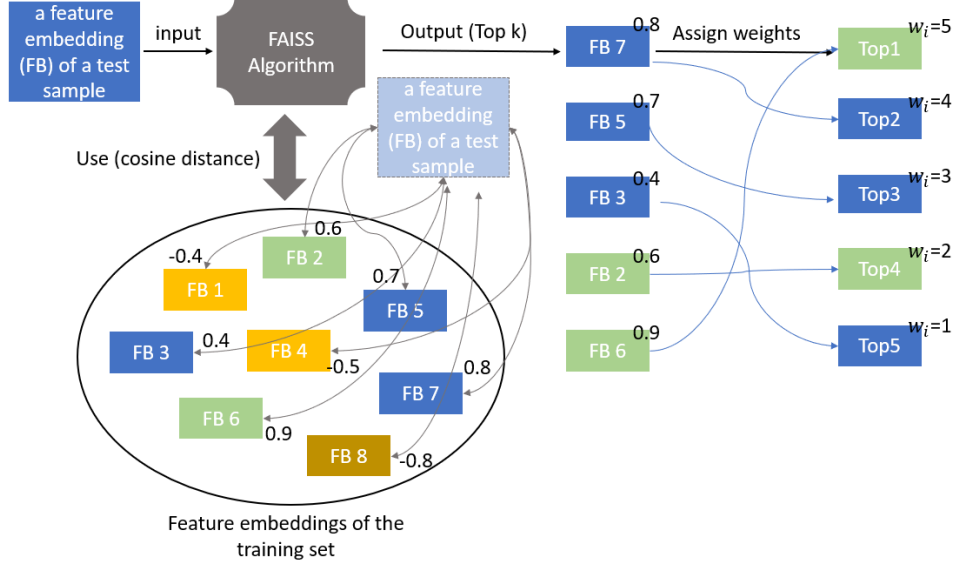 a feature
embedding
(FB) of a test
sample
input
FAISS
Algorithm
Output (Top k)
Use (cosine distance)
a feature
embedding
(FB) of a test
sample
-0.4
FB 1
0.6
FB 2
0.7
FB 5
FB 3
0.4
FB 4
-0.5
FB 6
0.9
0.8
FB 7
FB 8
-0.8
Feature embeddings of the
training set
0.8
FB 7
0.7
FB 5
0.4
FB 3
0.6
FB 2
0.9
FB 6
Assign weights
Top1
wᵢ=5
Top2
wᵢ=4
Top3
wᵢ=3
Top4
wᵢ=2
Top5
wᵢ=1